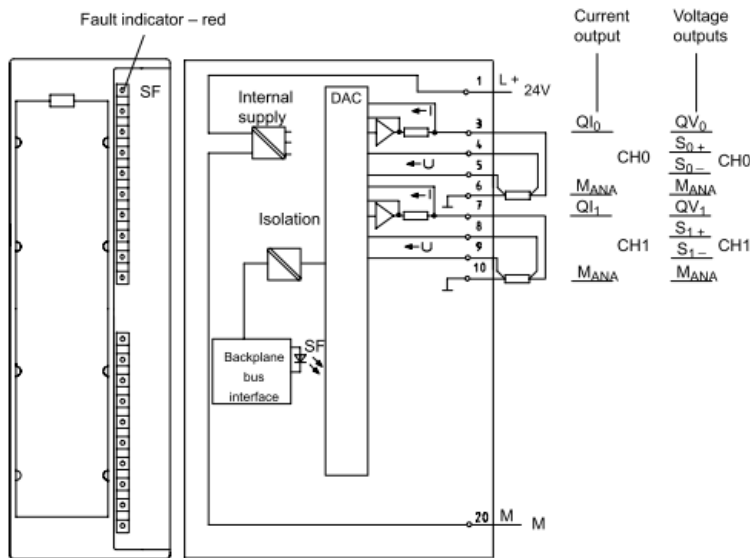 Fault indicator – red
SF
Internal
supply
Isolation
Backplane
bus
interface
SF
DAC
I
U
I
U
1 L + 24V
3
4
5
6
7
8
9
10
20 M M
Current
output
QI0
CH0
MANA
QI1
CH1
MANA
Voltage
outputs
QV0
S0+
CH0
S0–
MANA
QV1
S1+
CH1
S1–
MANA